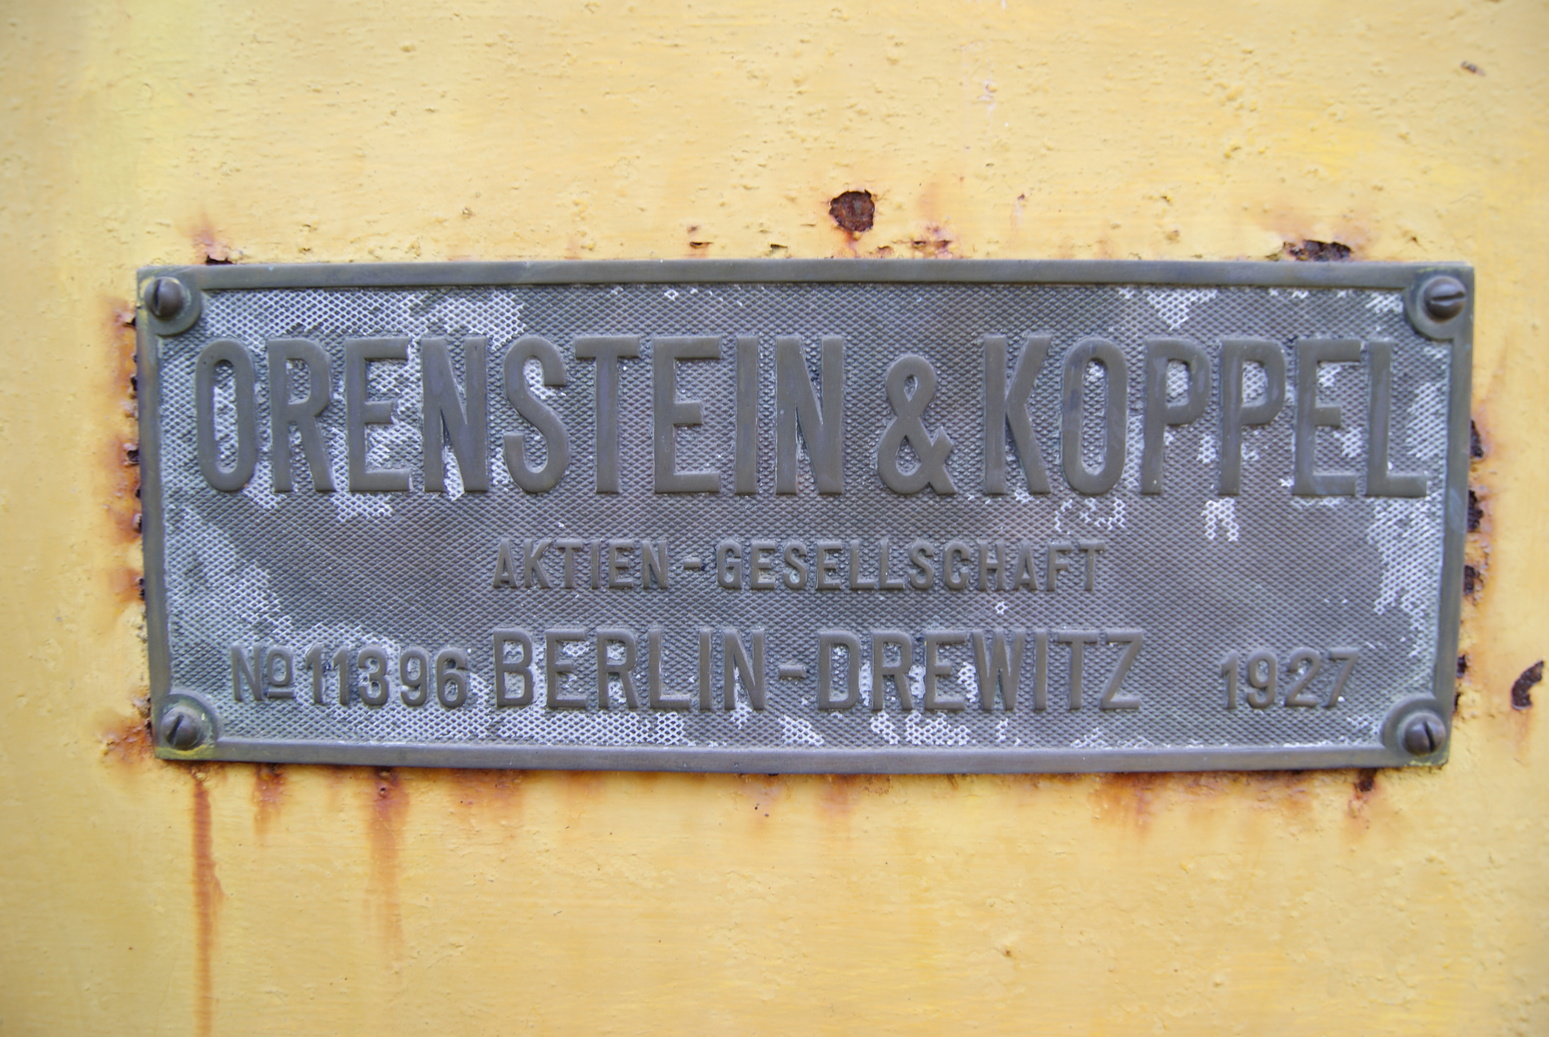 ORENSTEIN & KOPPEL
AKTIEN-GESELLSCHAFT
No 11396 BERLIN-DREWITZ 1927